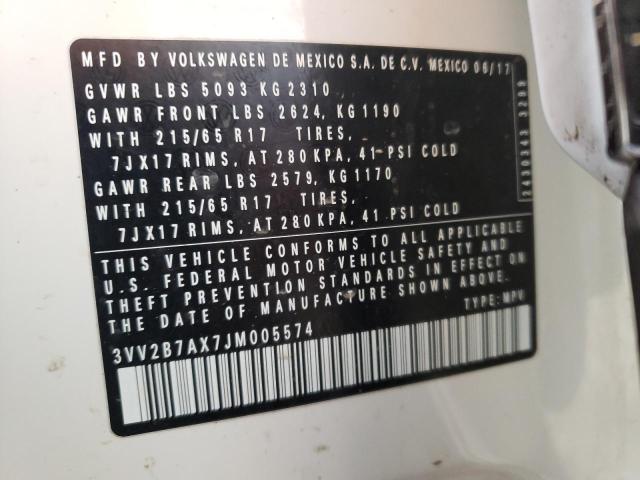 MFD BY VOLKSWAGEN DE MEXICO S.A. DE C.V. MEXICO 06/17
GVWR LBS 5093 KG 2310
GAWR FRONT LBS 2624, KG 1190
WITH 215/65 R17 TIRES,
7JX17 RIMS, AT 280 KPA, 41 PSI COLD
GAWR REAR LBS 2579, KG 1170
WITH 215/65 R17 TIRES,
7JX17 RIMS, AT 280 KPA, 41 PSI COLD
THIS VEHICLE CONFORMS TO ALL APPLICABLE
U.S. FEDERAL MOTOR VEHICLE SAFETY AND
THEFT PREVENTION STANDARDS IN EFFECT ON
THE DATE OF MANUFACTURE SHOWN ABOVE.
TYPE: MPV
3VV2B7AX7JM005574
2430343 3299